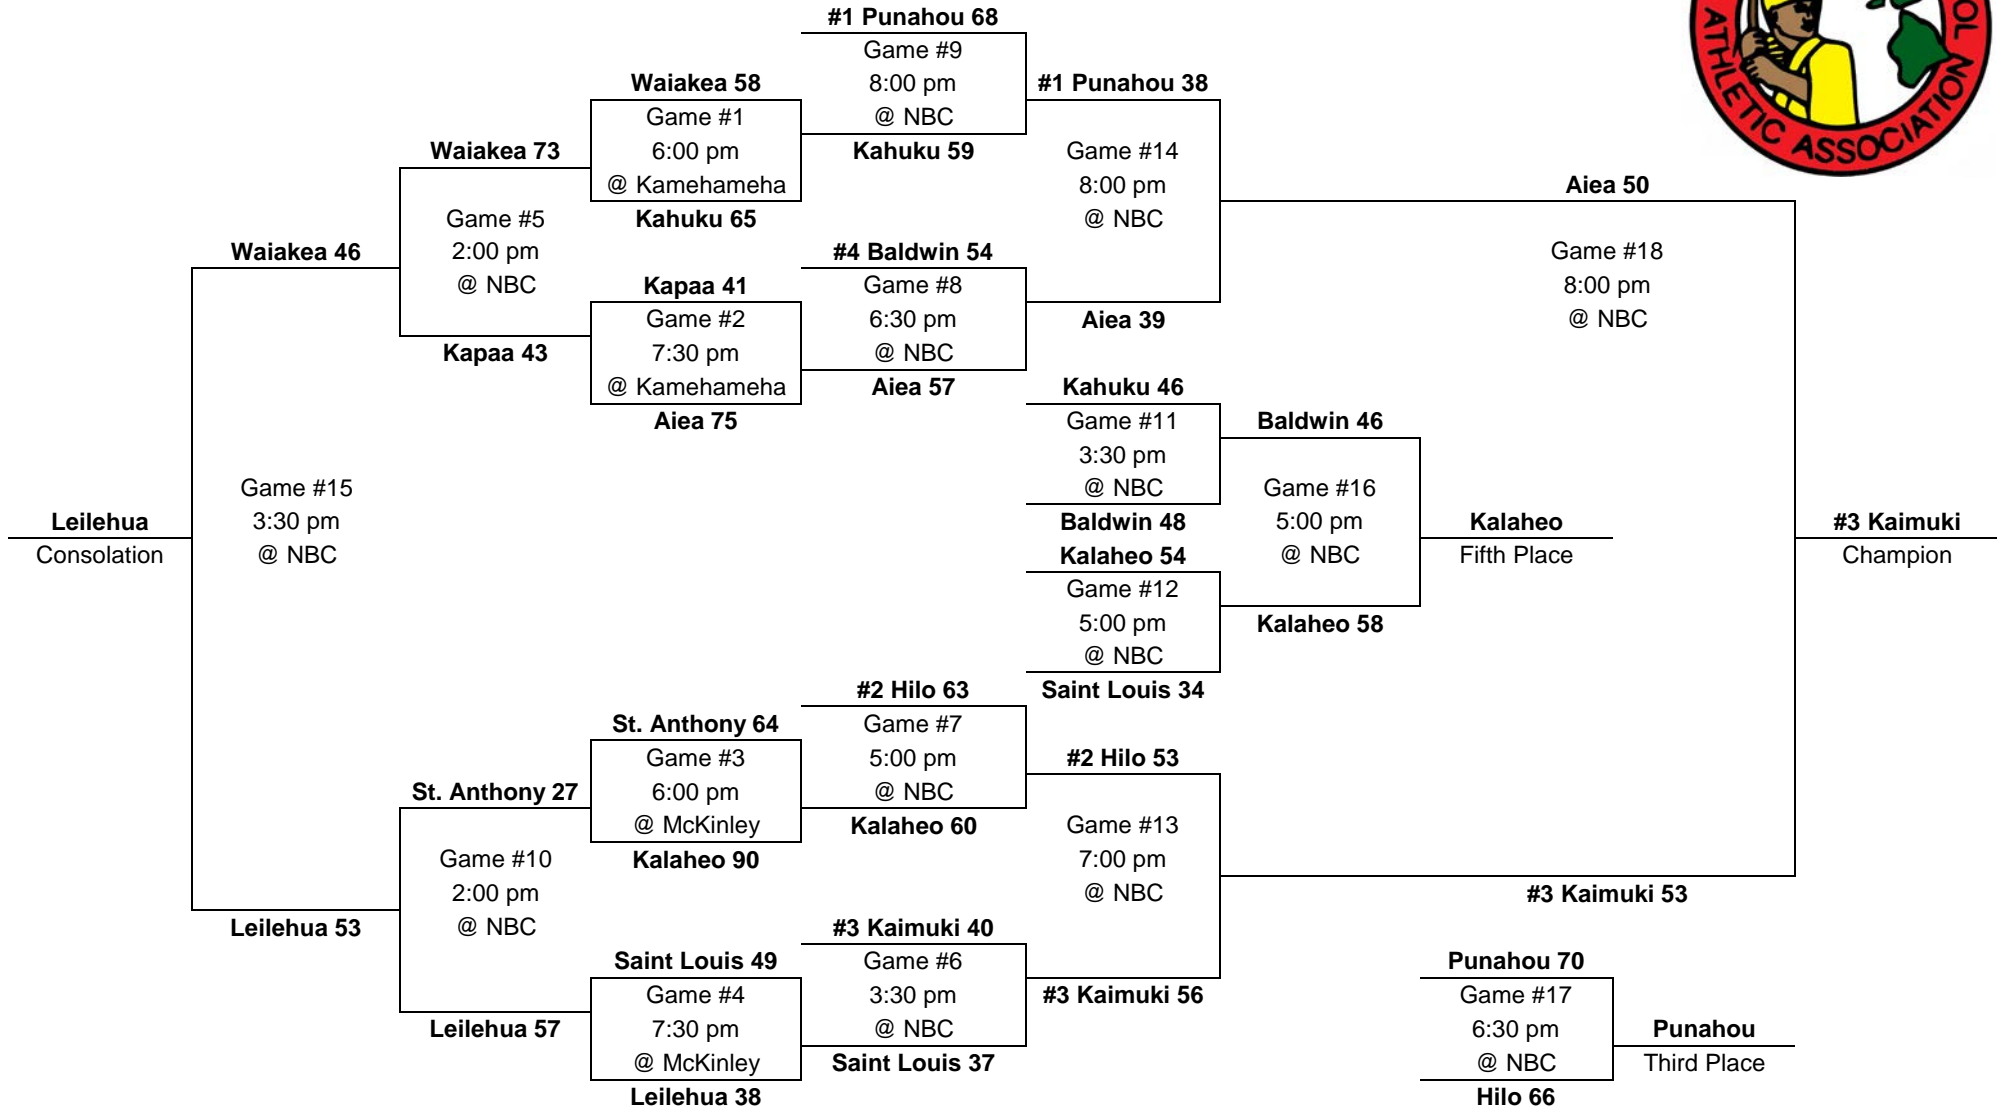 #1 Punahou 68
Game #9
8:00 pm
@ NBC
Kahuku 59
Waiakea 58
Game #1
6:00 pm
@ Kamehameha
Kahuku 65
#1 Punahou 38
Game #14
8:00 pm
@ NBC
Aiea 39
Waiakea 73
Game #5
2:00 pm
@ NBC
Kapaa 43
Waiakea 46
#4 Baldwin 54
Game #8
6:30 pm
@ NBC
Aiea 57
Kapaa 41
Game #2
7:30 pm
@ Kamehameha
Aiea 75
Aiea 50
Game #18
8:00 pm
@ NBC
Kahuku 46
Game #11
3:30 pm
@ NBC
Baldwin 48
Baldwin 46
Game #16
5:00 pm
@ NBC
Kalaheo 58
Kalaheo 54
Game #12
5:00 pm
@ NBC
Saint Louis 34
Kalaheo
Fifth Place
#3 Kaimuki
Champion
Game #15
3:30 pm
@ NBC
Leilehua
Consolation
#2 Hilo 63
Game #7
5:00 pm
@ NBC
Kalaheo 60
St. Anthony 64
Game #3
6:00 pm
@ McKinley
Kalaheo 90
#2 Hilo 53
Game #13
7:00 pm
@ NBC
#3 Kaimuki 56
St. Anthony 27
Game #10
2:00 pm
@ NBC
Leilehua 57
Leilehua 53
#3 Kaimuki 40
Game #6
3:30 pm
@ NBC
Saint Louis 37
Saint Louis 49
Game #4
7:30 pm
@ McKinley
Leilehua 38
#3 Kaimuki 53
Punahou 70
Game #17
6:30 pm
@ NBC
Hilo 66
Punahou
Third Place
ATHLETIC ASSOCIATION